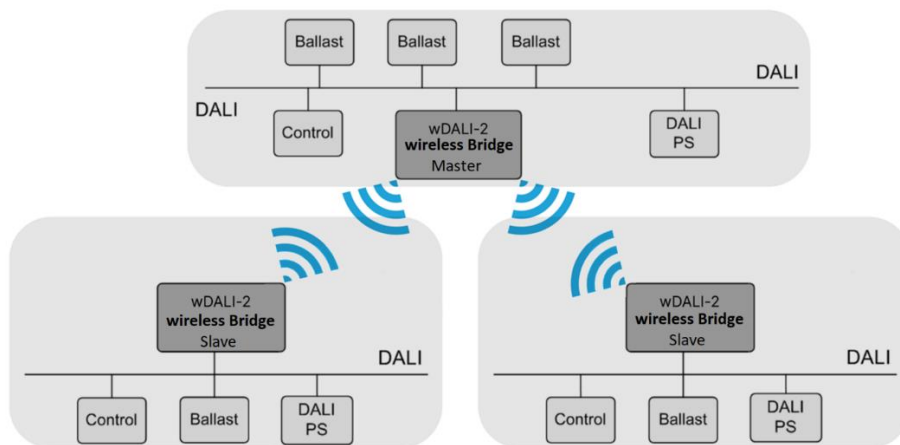 Ballast
Ballast
Ballast
DALI
DALI
Control
wDALI-2
wireless Bridge
Master
DALI
PS
wDALI-2
wireless Bridge
Slave
DALI
Control
Ballast
DALI
PS
wDALI-2
wireless Bridge
Slave
DALI
Control
Ballast
DALI
PS